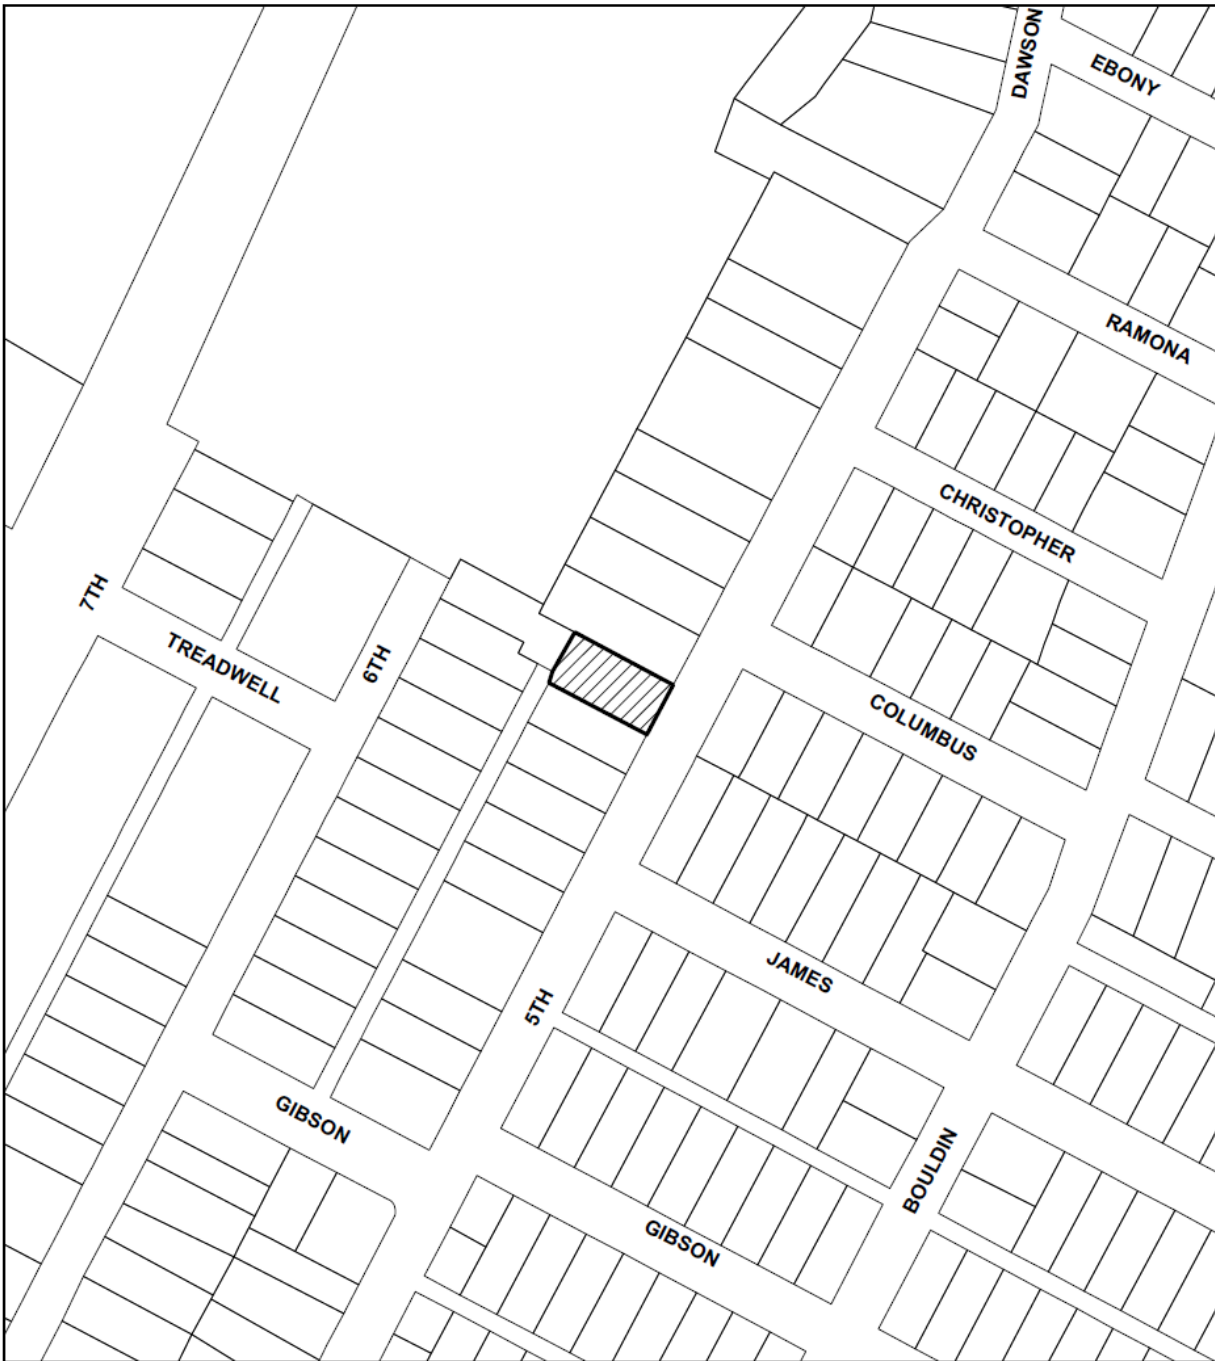 DAWSON
EBONY
RAMONA
CHRISTOPHER
7TH
TREADWELL
6TH
COLUMBUS
JAMES
5TH
GIBSON
BOULDIN
GIBSON